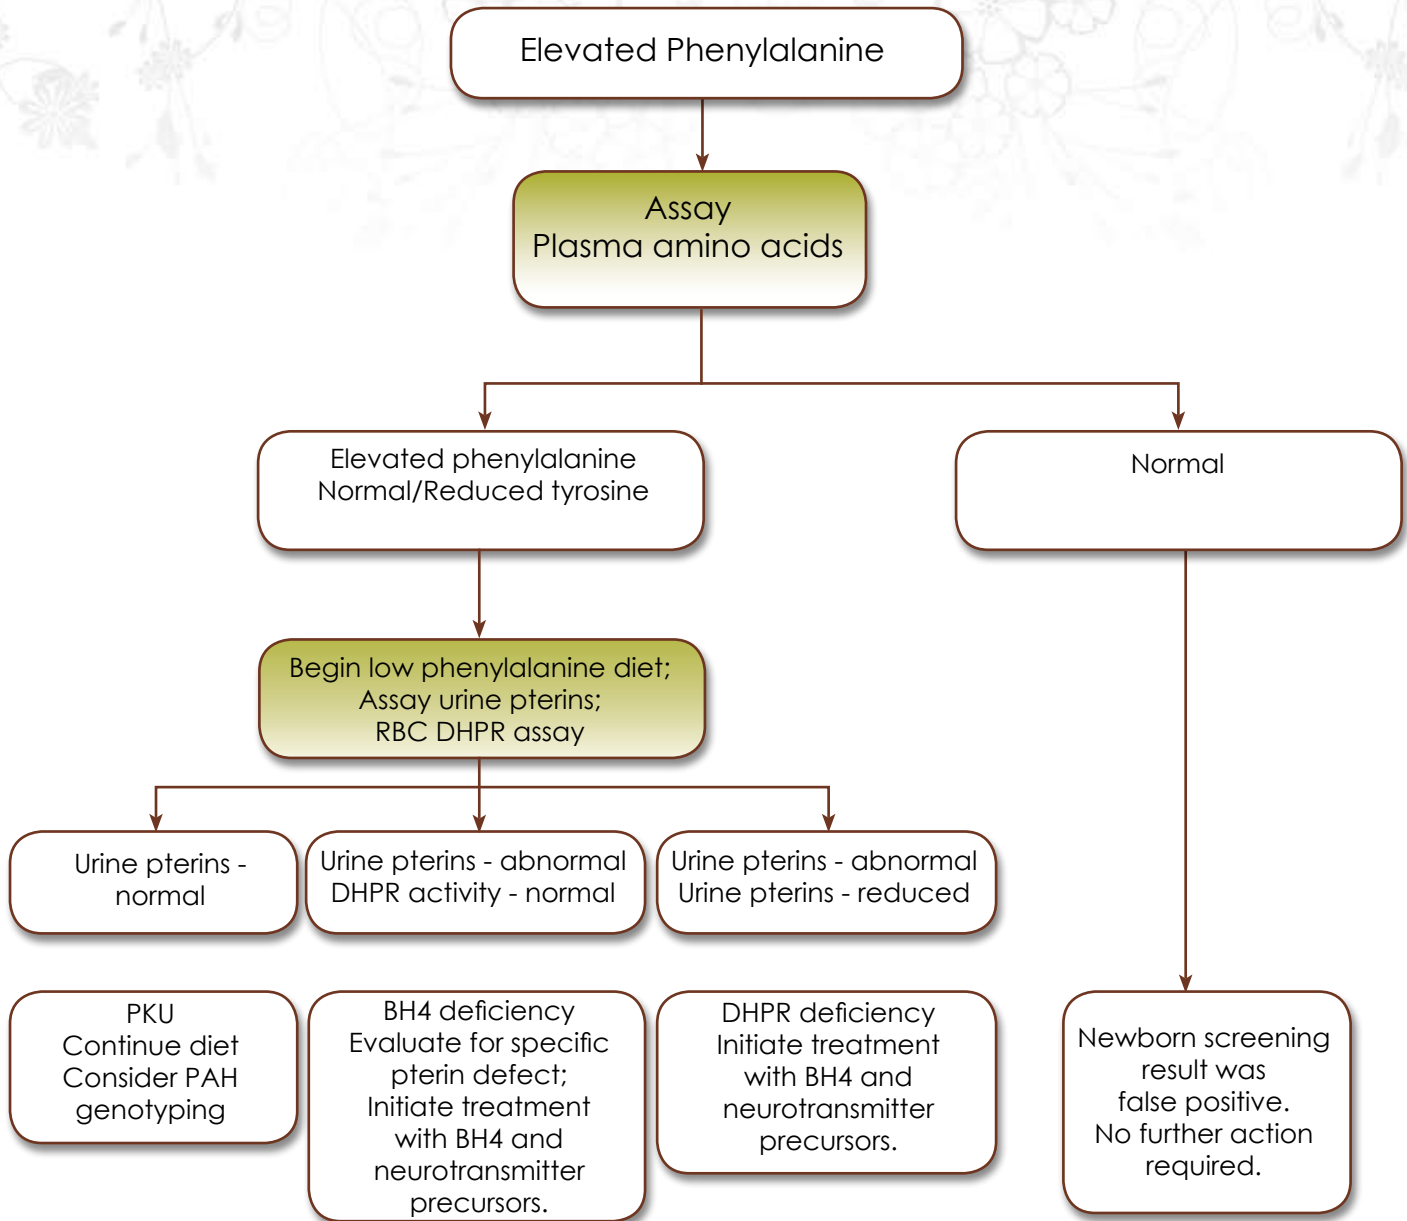 Elevated Phenylalanine
Assay
Plasma amino acids
Elevated phenylalanine
Normal/Reduced tyrosine
Normal
Begin low phenylalanine diet;
Assay urine pterins;
RBC DHPR assay
Urine pterins -
normal
Urine pterins - abnormal
DHPR activity - normal
Urine pterins - abnormal
Urine pterins - reduced
PKU
Continue diet
Consider PAH
genotyping
BH4 deficiency
Evaluate for specific
pterin defect;
Initiate treatment
with BH4 and
neurotransmitter
precursors.
DHPR deficiency
Initiate treatment
with BH4 and
neurotransmitter
precursors.
Newborn screening
result was
false positive.
No further action
required.